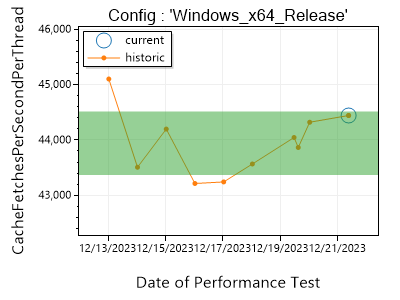 Config : 'Windows_x64_Release'
current
historic
46,000
45,000
44,000
43,000
CacheFetchesPerSecondPerThread
12/13/2023
12/15/2023
12/17/2023
12/19/2023
12/21/2023
Date of Performance Test